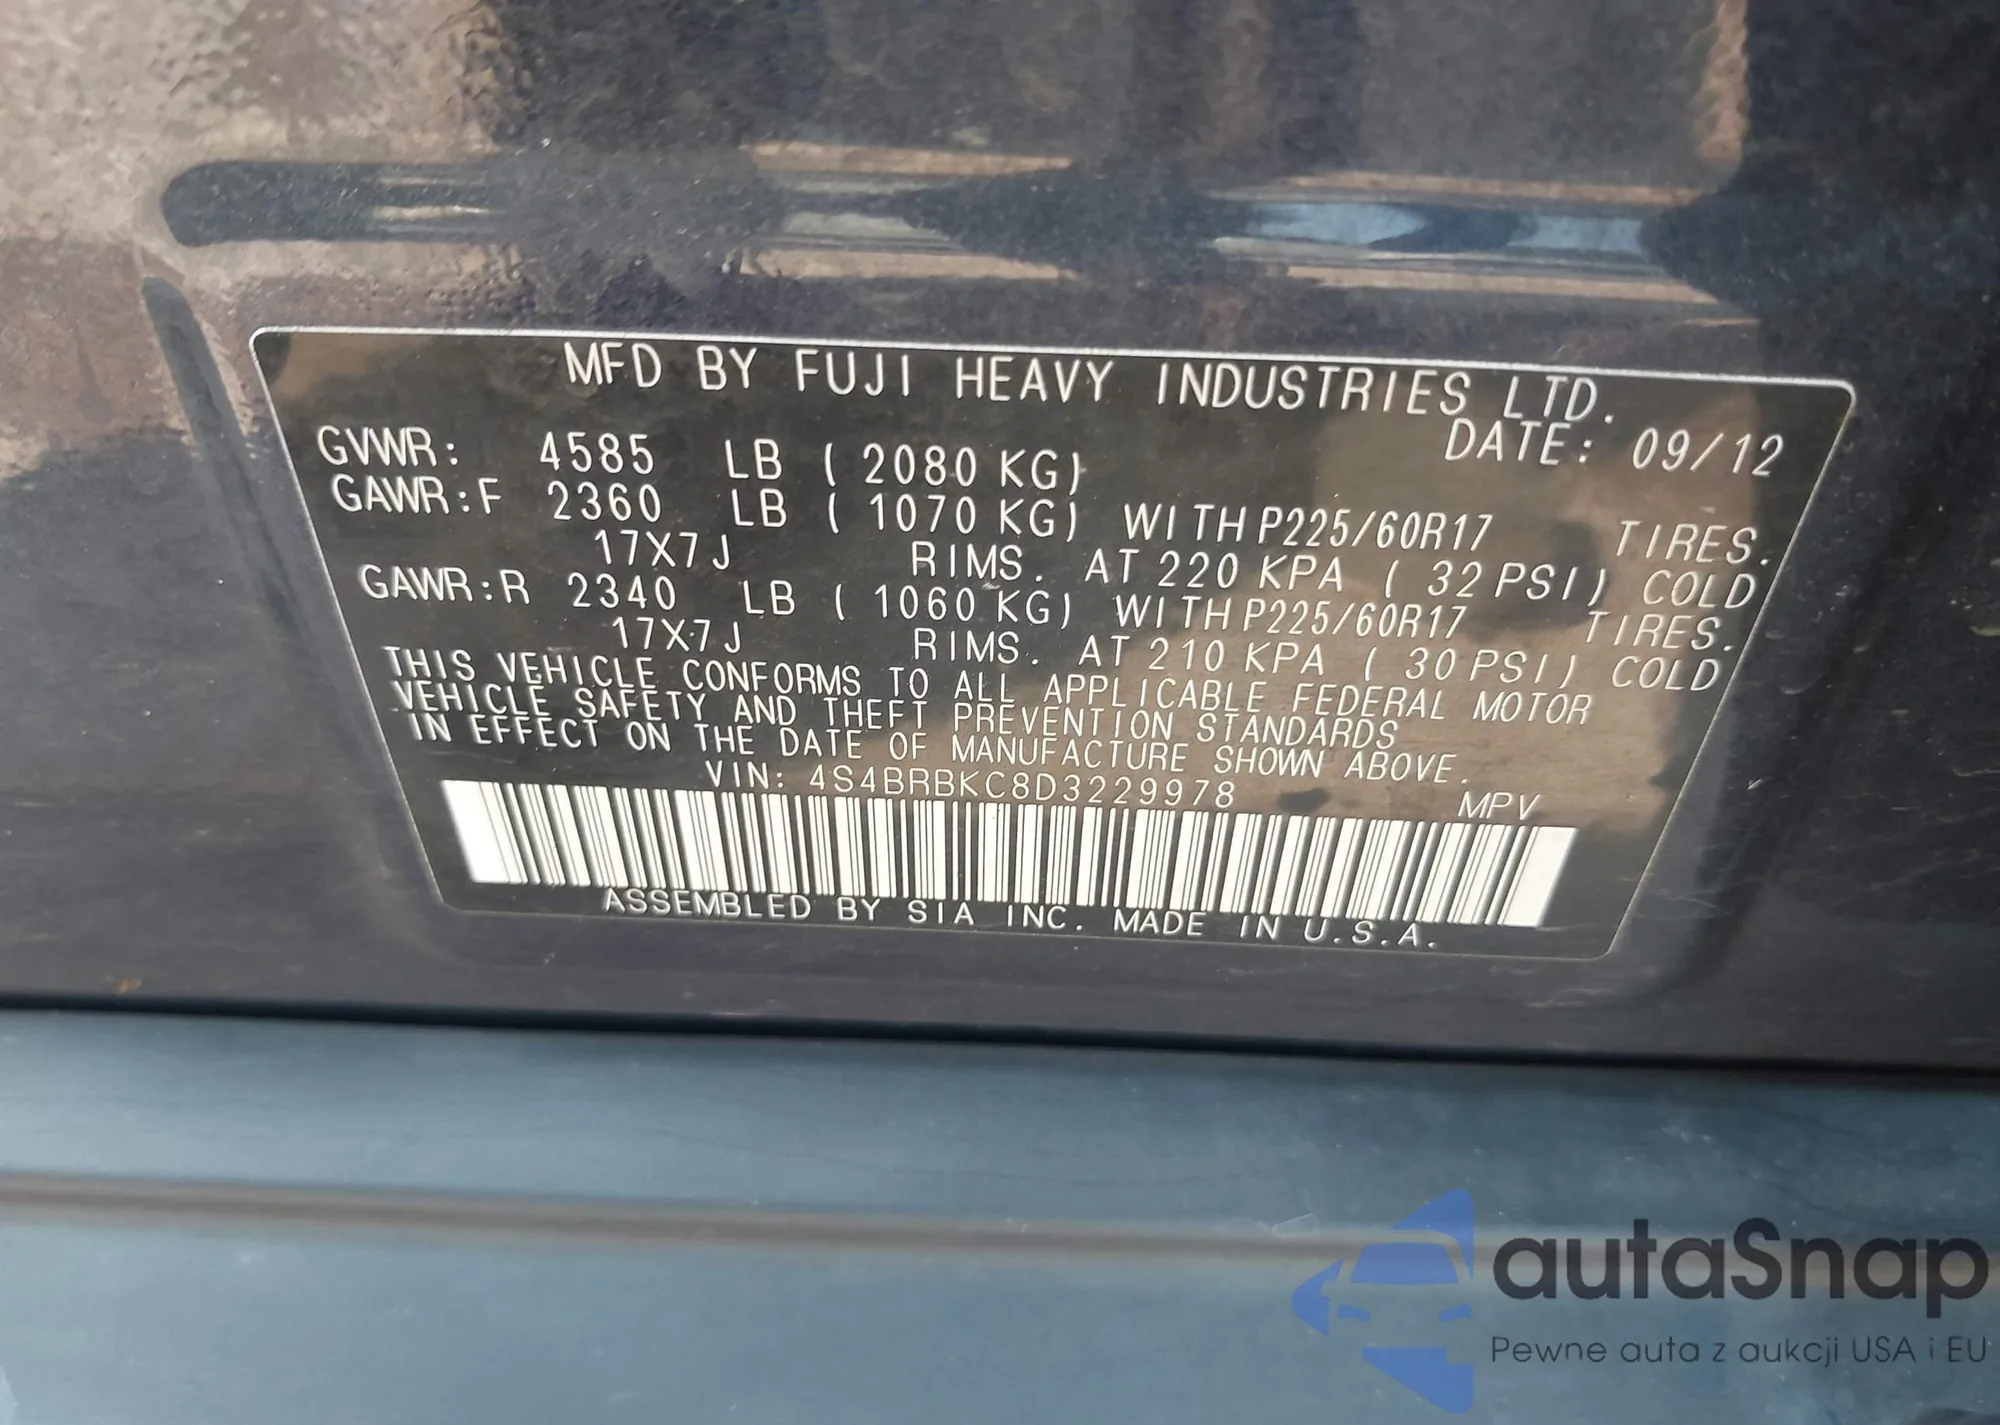 MFD BY FUJI HEAVY INDUSTRIES LTD.
DATE: 09/12
GVWR: 4585 LB ( 2080 KG)
GAWR:F 2360 LB ( 1070 KG) WITH P225/60R17 TIRES.
17X7J RIMS. AT 220 KPA ( 32 PSI) COLD
GAWR:R 2340 LB ( 1060 KG) WITH P225/60R17 TIRES.
17X7J RIMS. AT 210 KPA ( 30 PSI) COLD
THIS VEHICLE CONFORMS TO ALL APPLICABLE FEDERAL MOTOR
VEHICLE SAFETY AND THEFT PREVENTION STANDARDS
IN EFFECT ON THE DATE OF MANUFACTURE SHOWN ABOVE.
VIN: 4S4BRBKC8D3229978 MPV
ASSEMBLED BY SIA INC. MADE IN U.S.A.
autaSnap
Pewne auta z aukcji USA i EU